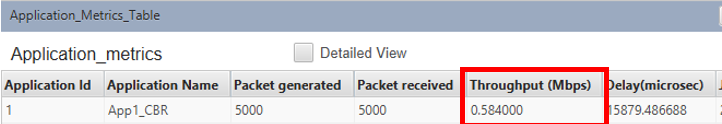 Application_Metrics_Table
Application_metrics Detailed View
Application Id Application Name Packet generated Packet received Throughput (Mbps) Delay(microsec)
1 App1_CBR 5000 5000 0.584000 15879.486688